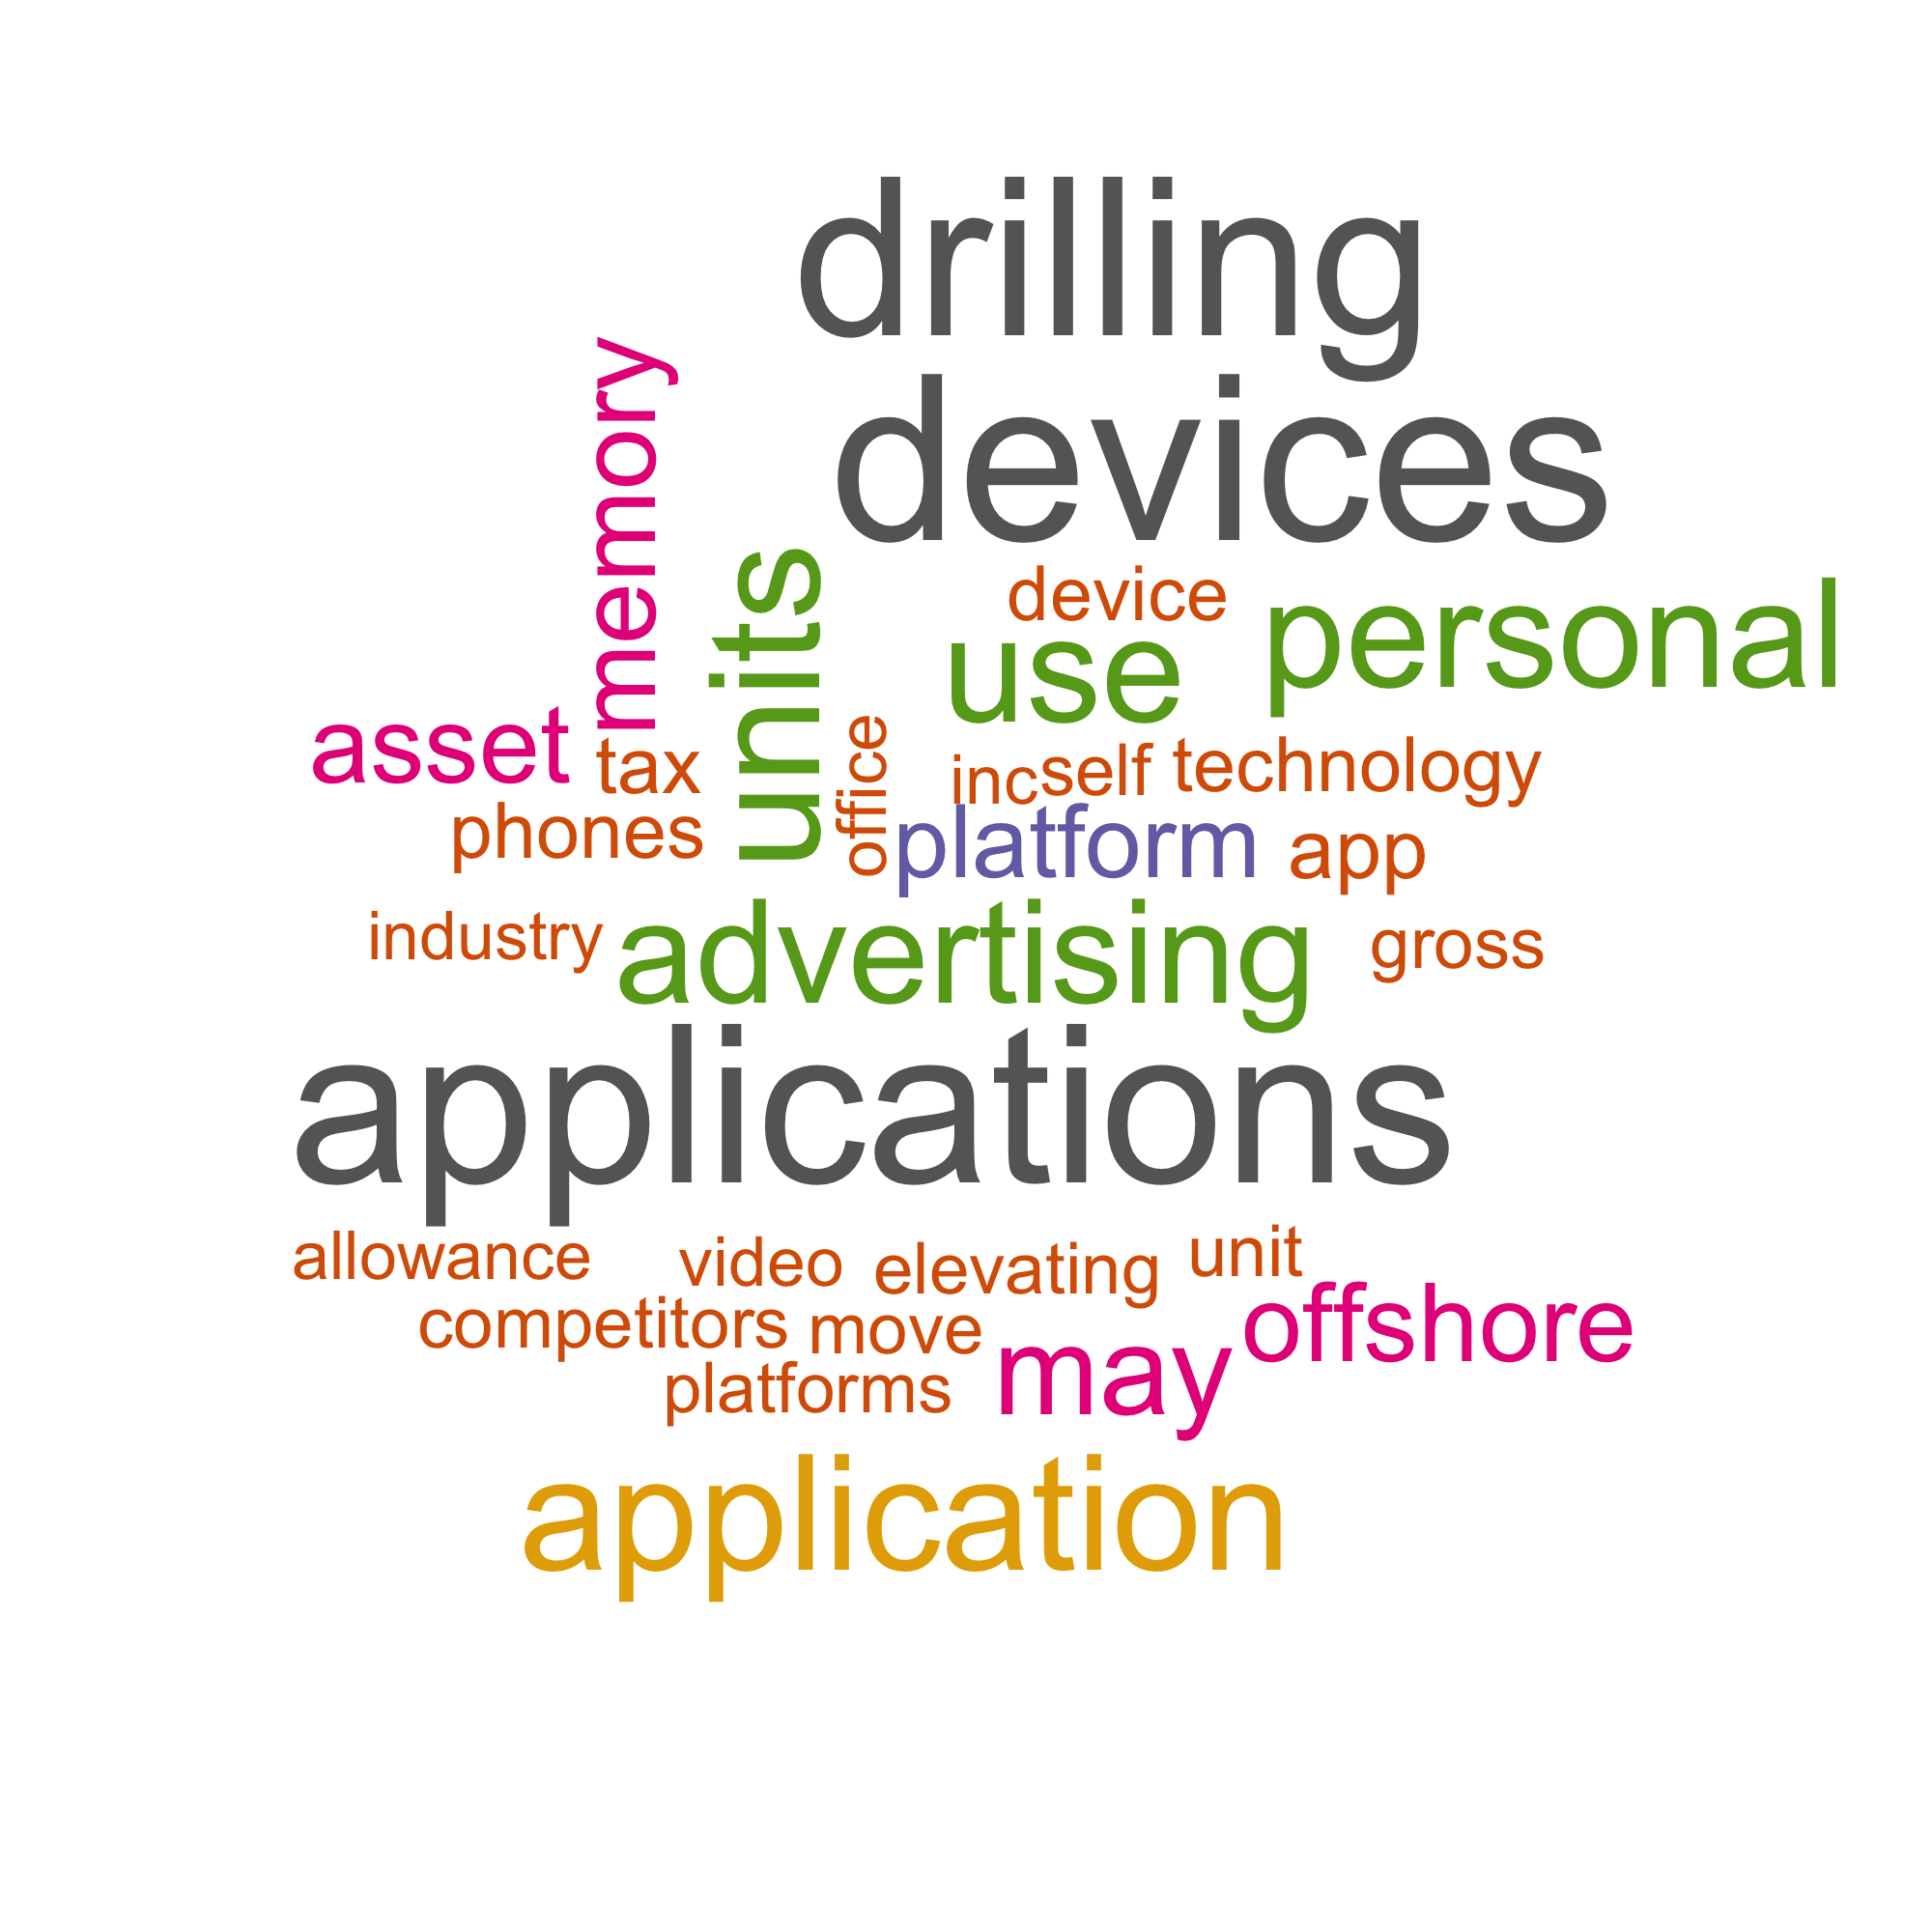 drilling
devices
memory
units
device
use
personal
asset
tax
office
inc
self
technology
phones
platform
app
industry
advertising
gross
applications
allowance
video
elevating
unit
competitors
move
offshore
may
platforms
application